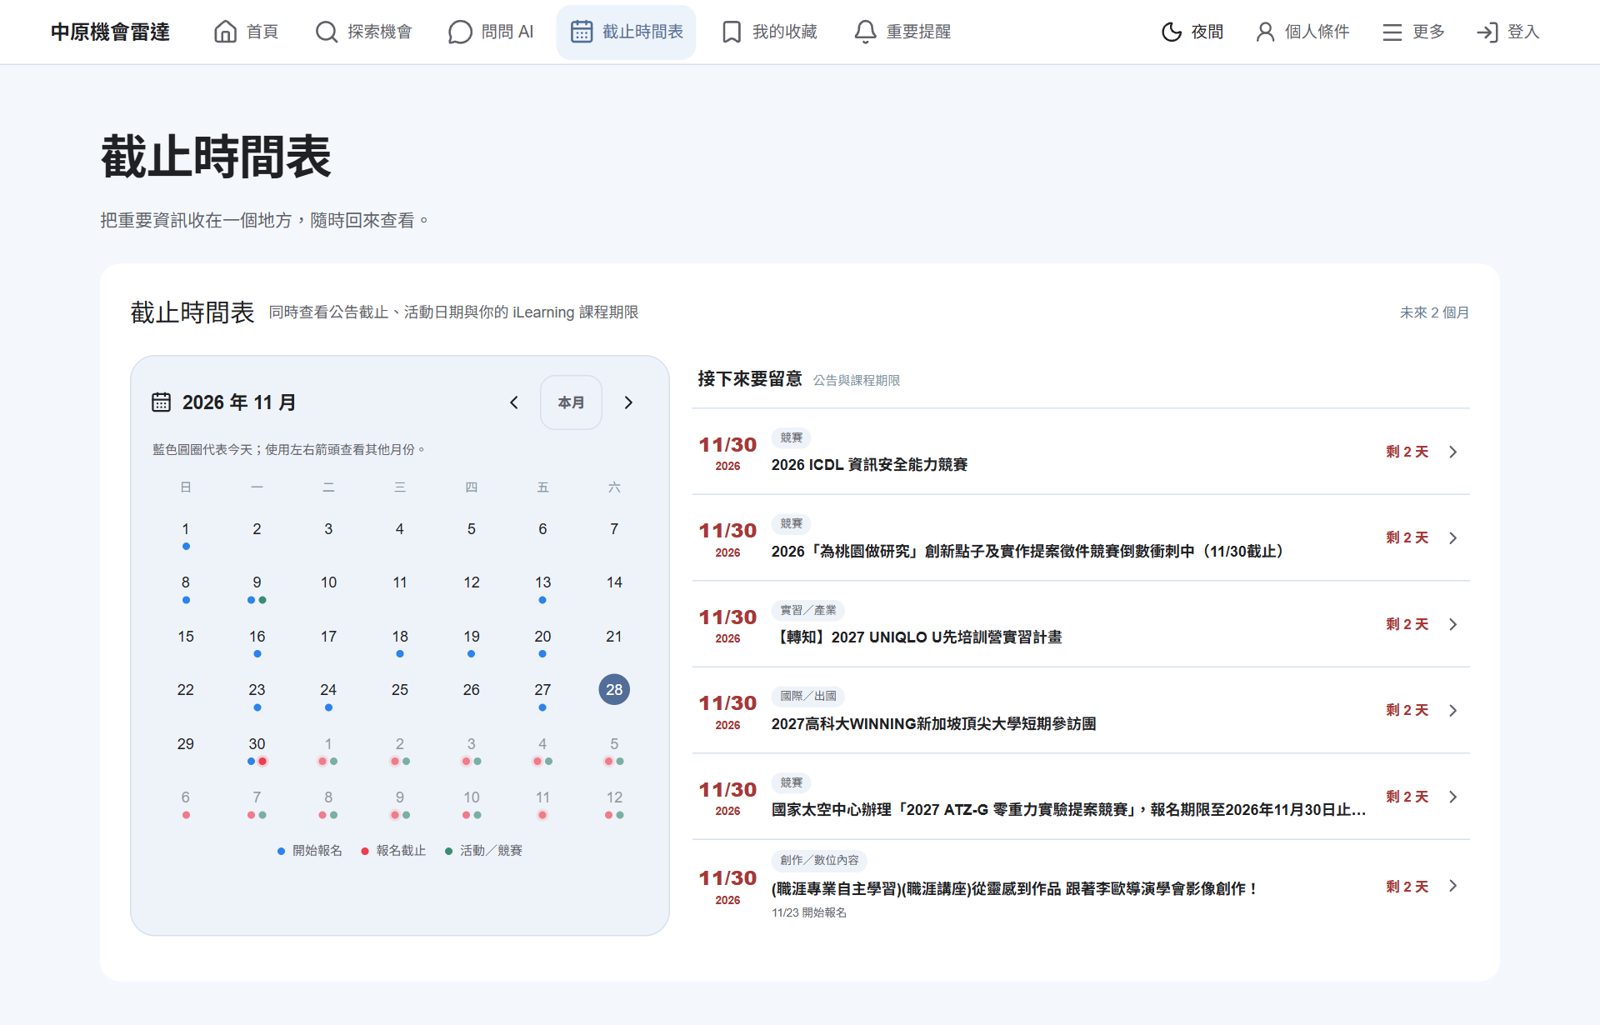 中原機會雷達 首頁 探索機會 問問 AI 截止時間表 我的收藏 重要提醒 夜間 個人條件 更多 登入
截止時間表
把重要資訊收在一個地方，隨時回來查看。
截止時間表 同時查看公告截止、活動日期與你的 iLearning 課程期限 未來 2 個月
2026 年 11 月 本月
藍色圓圈代表今天；使用左右箭頭查看其他月份。
日 一 二 三 四 五 六
1 2 3 4 5 6 7
8 9 10 11 12 13 14
15 16 17 18 19 20 21
22 23 24 25 26 27 28
29 30 1 2 3 4 5
6 7 8 9 10 11 12
開始報名 報名截止 活動／競賽
接下來要留意 公告與課程期限
競賽
11/30 2026 ICDL 資訊安全能力競賽 剩 2 天
2026
競賽
11/30 2026「為桃園做研究」創新點子及實作提案徵件競賽倒數衝刺中（11/30截止） 剩 2 天
2026
實習／產業
11/30 【轉知】2027 UNIQLO U先培訓營實習計畫 剩 2 天
2026
國際／出國
11/30 2027高科大WINNING新加坡頂尖大學短期參訪團 剩 2 天
2026
競賽
11/30 國家太空中心辦理「2027 ATZ-G 零重力實驗提案競賽」，報名期限至2026年11月30日止… 剩 2 天
2026
創作／數位內容
11/30 (職涯專業自主學習)(職涯講座)從靈感到作品 跟著李歐導演學會影像創作！ 剩 2 天
2026 11/23 開始報名